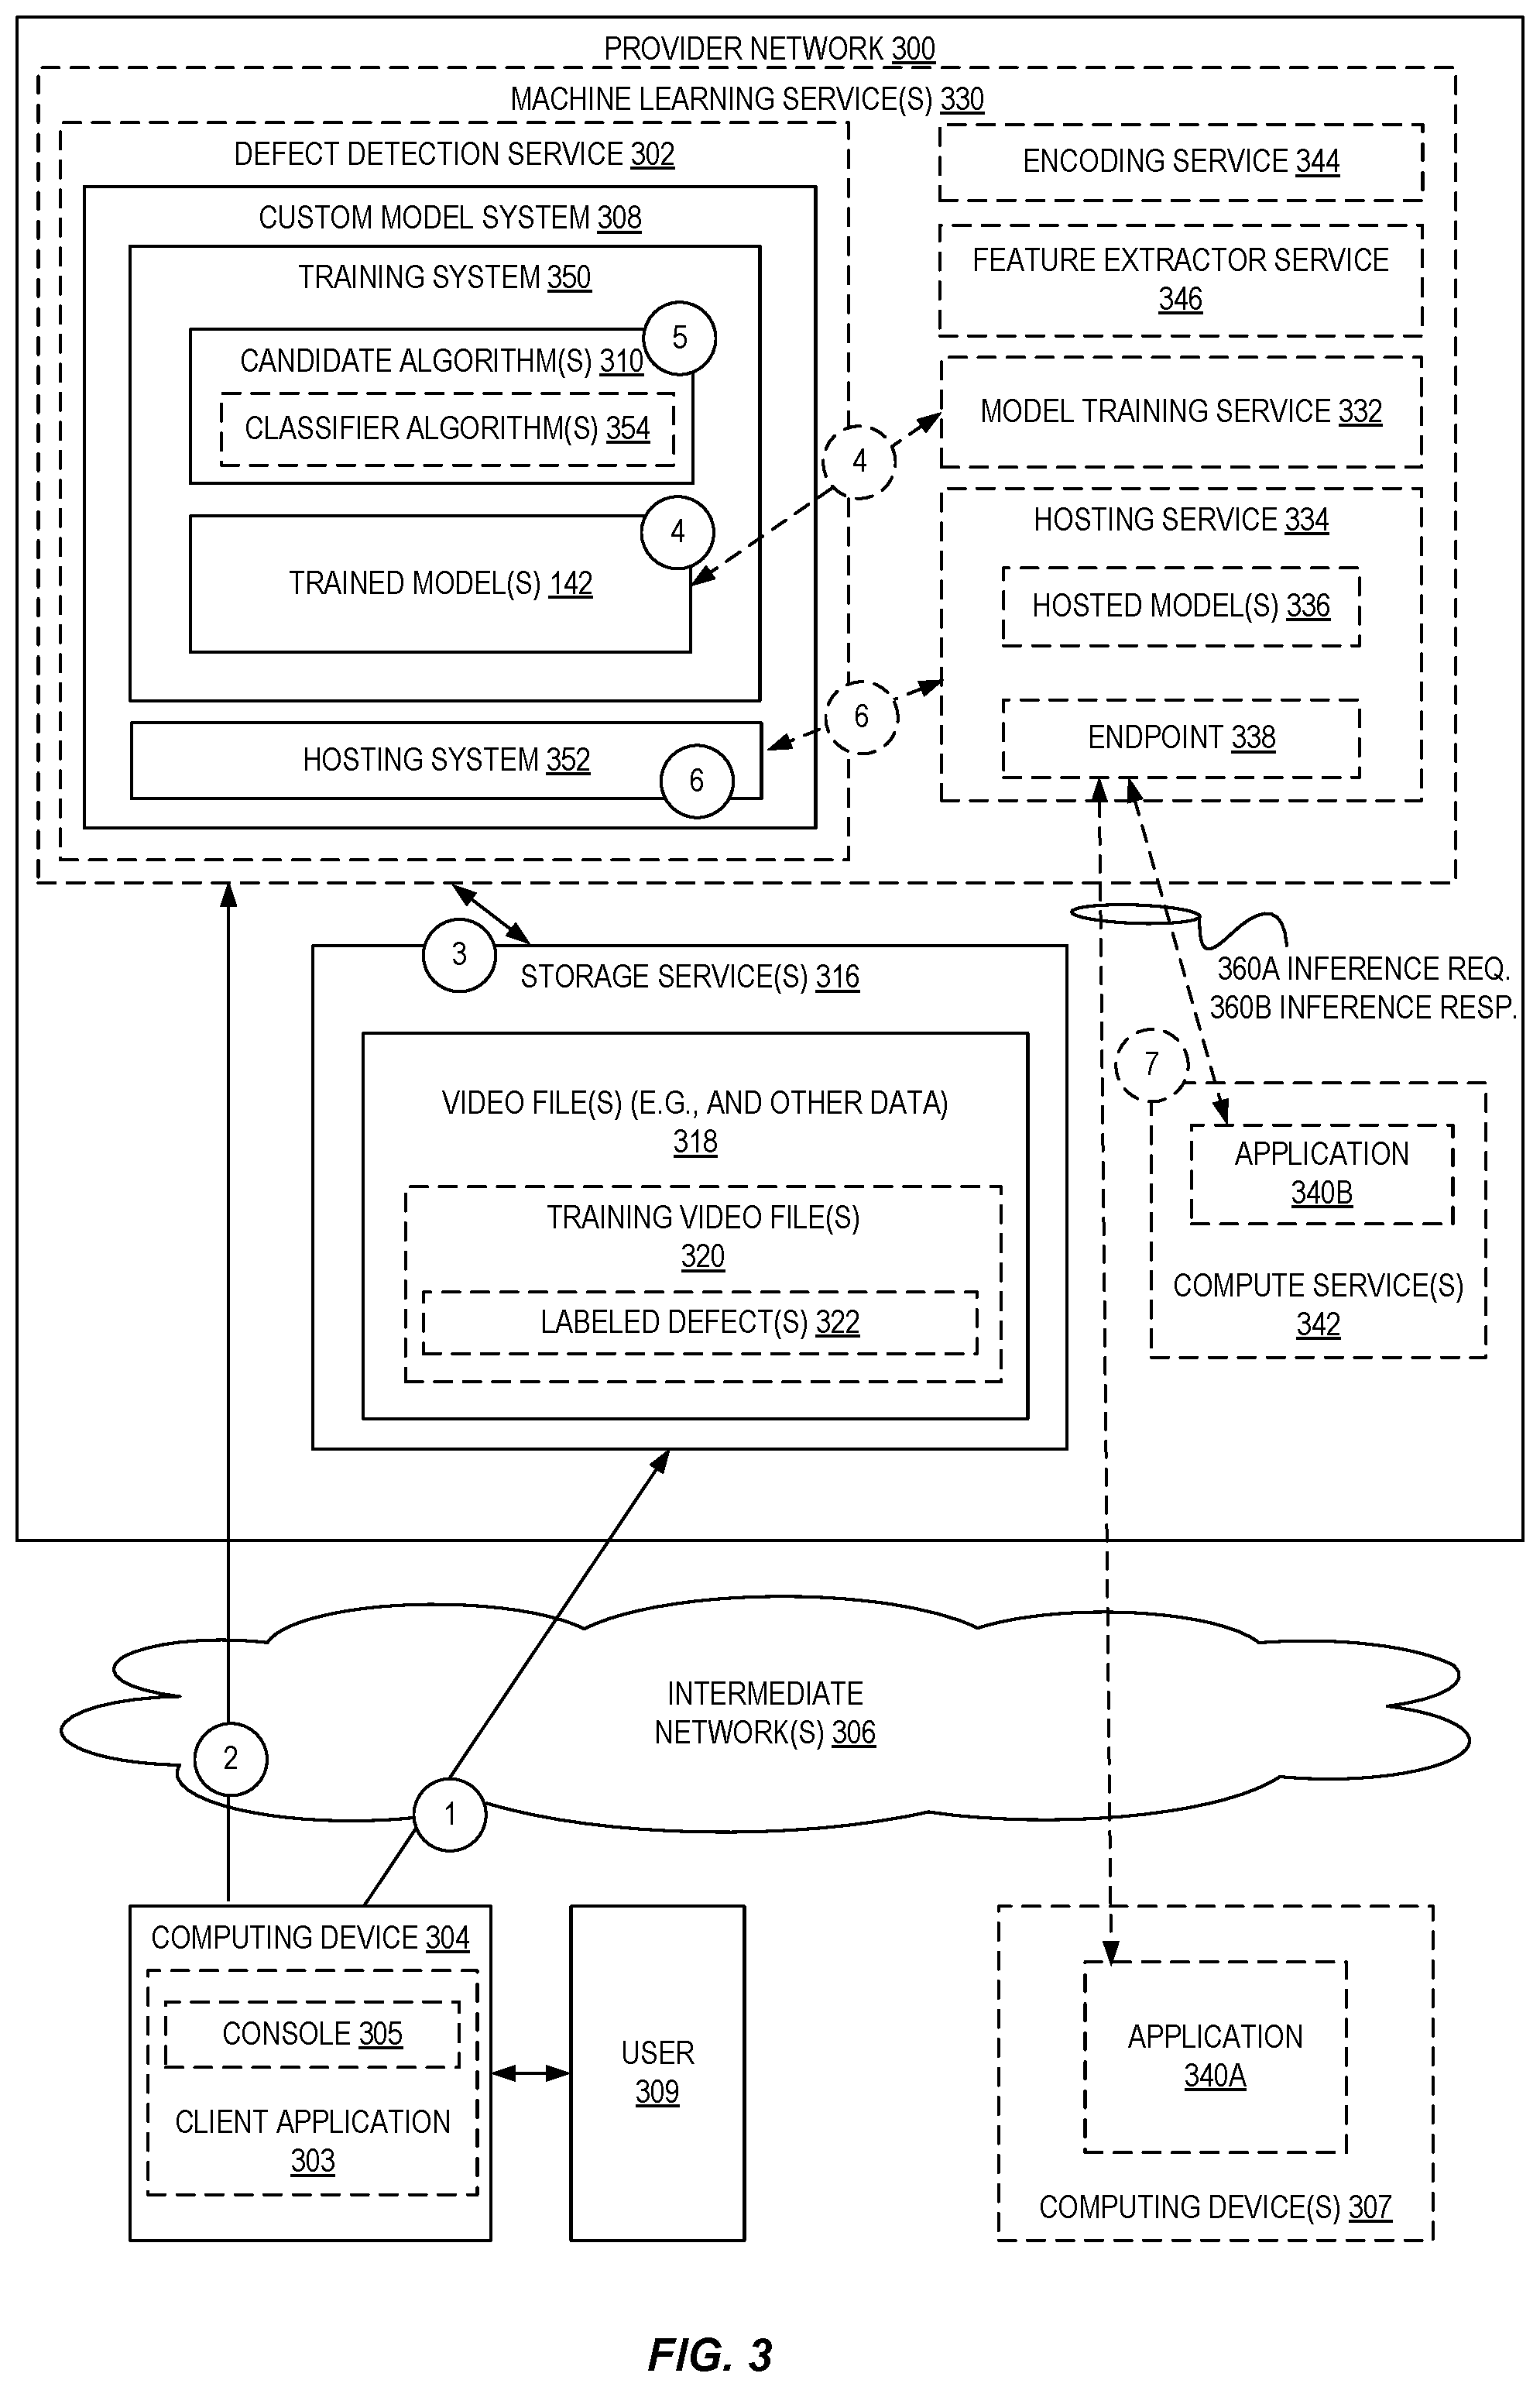 PROVIDER NETWORK 300
MACHINE LEARNING SERVICE(S) 330
DEFECT DETECTION SERVICE 302
CUSTOM MODEL SYSTEM 308
TRAINING SYSTEM 350
5
CANDIDATE ALGORITHM(S) 310
CLASSIFIER ALGORITHM(S) 354
4
TRAINED MODEL(S) 142
HOSTING SYSTEM 352
6
4
6
ENCODING SERVICE 344
FEATURE EXTRACTOR SERVICE
346
MODEL TRAINING SERVICE 332
HOSTING SERVICE 334
HOSTED MODEL(S) 336
ENDPOINT 338
3
STORAGE SERVICE(S) 316
VIDEO FILE(S) (E.G., AND OTHER DATA)
318
TRAINING VIDEO FILE(S)
320
LABELED DEFECT(S) 322
360A INFERENCE REQ.
360B INFERENCE RESP.
7
APPLICATION
340B
COMPUTE SERVICE(S)
342
INTERMEDIATE
NETWORK(S) 306
2
1
COMPUTING DEVICE 304
CONSOLE 305
CLIENT APPLICATION
303
USER
309
APPLICATION
340A
COMPUTING DEVICE(S) 307
FIG. 3